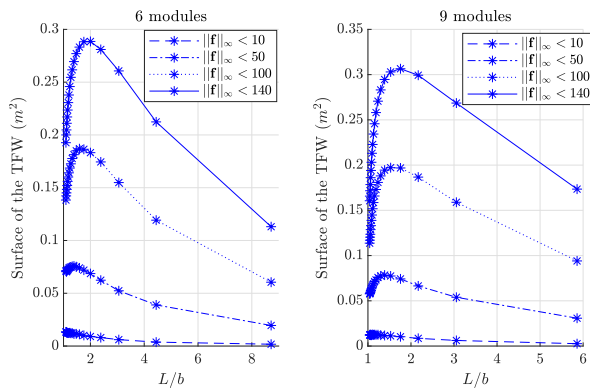 6 modules
||f||∞ < 10
||f||∞ < 50
||f||∞ < 100
||f||∞ < 140
Surface of the TFW (m²)
0.3
0.25
0.2
0.15
0.1
0.05
0
2 4 6 8
L/b
9 modules
||f||∞ < 10
||f||∞ < 50
||f||∞ < 100
||f||∞ < 140
Surface of the TFW (m²)
0.35
0.3
0.25
0.2
0.15
0.1
0.05
0
1 2 3 4 5 6
L/b